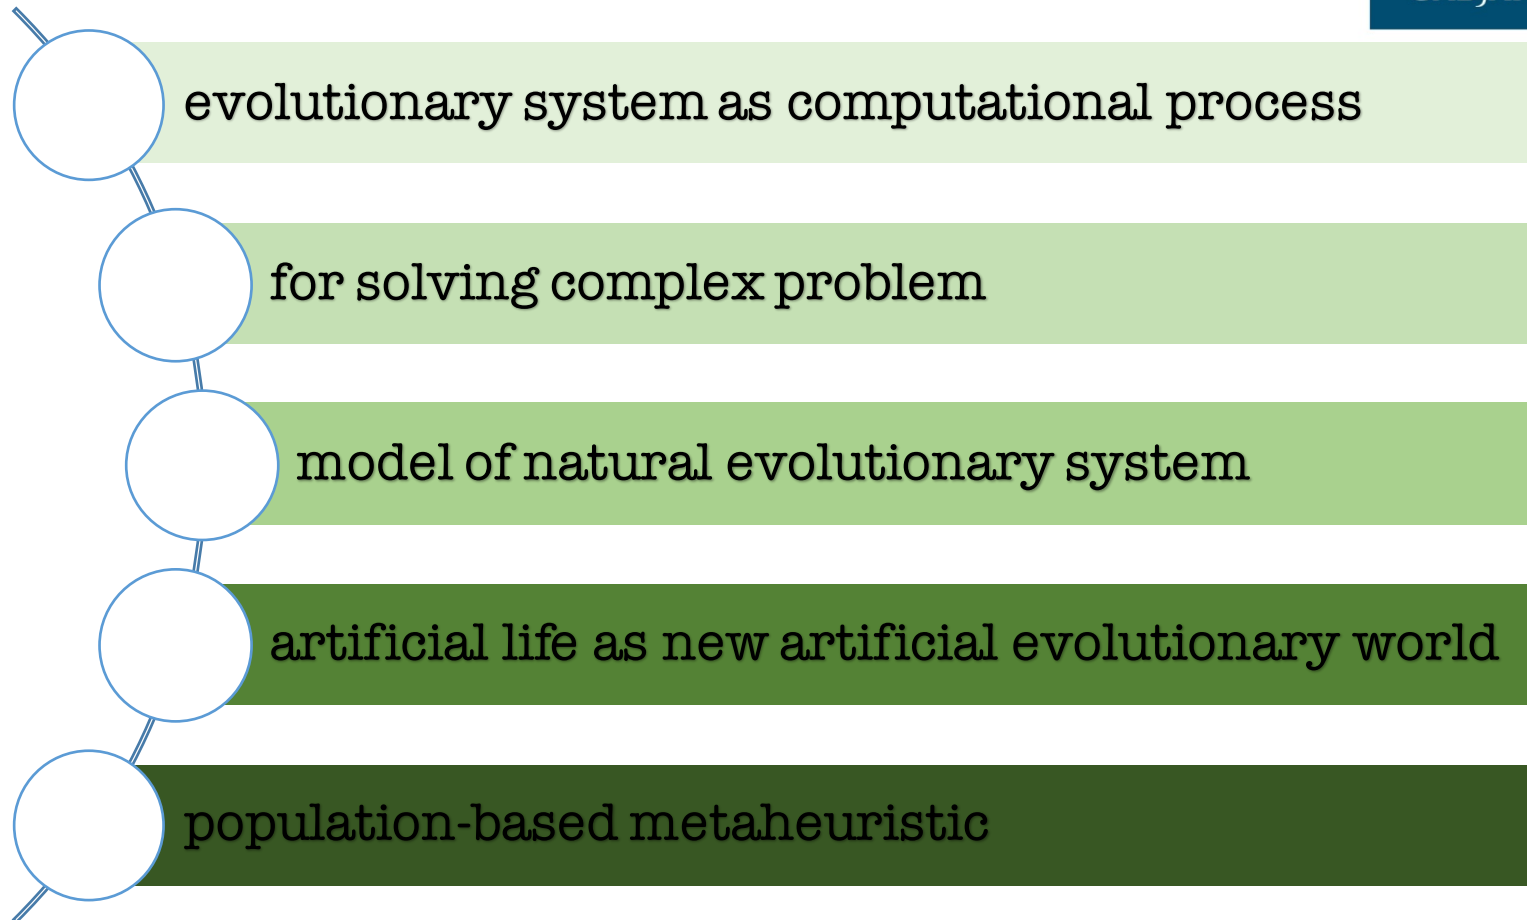 evolutionary system as computational process
for solving complex problem
model of natural evolutionary system
artificial life as new artificial evolutionary world
population-based metaheuristic